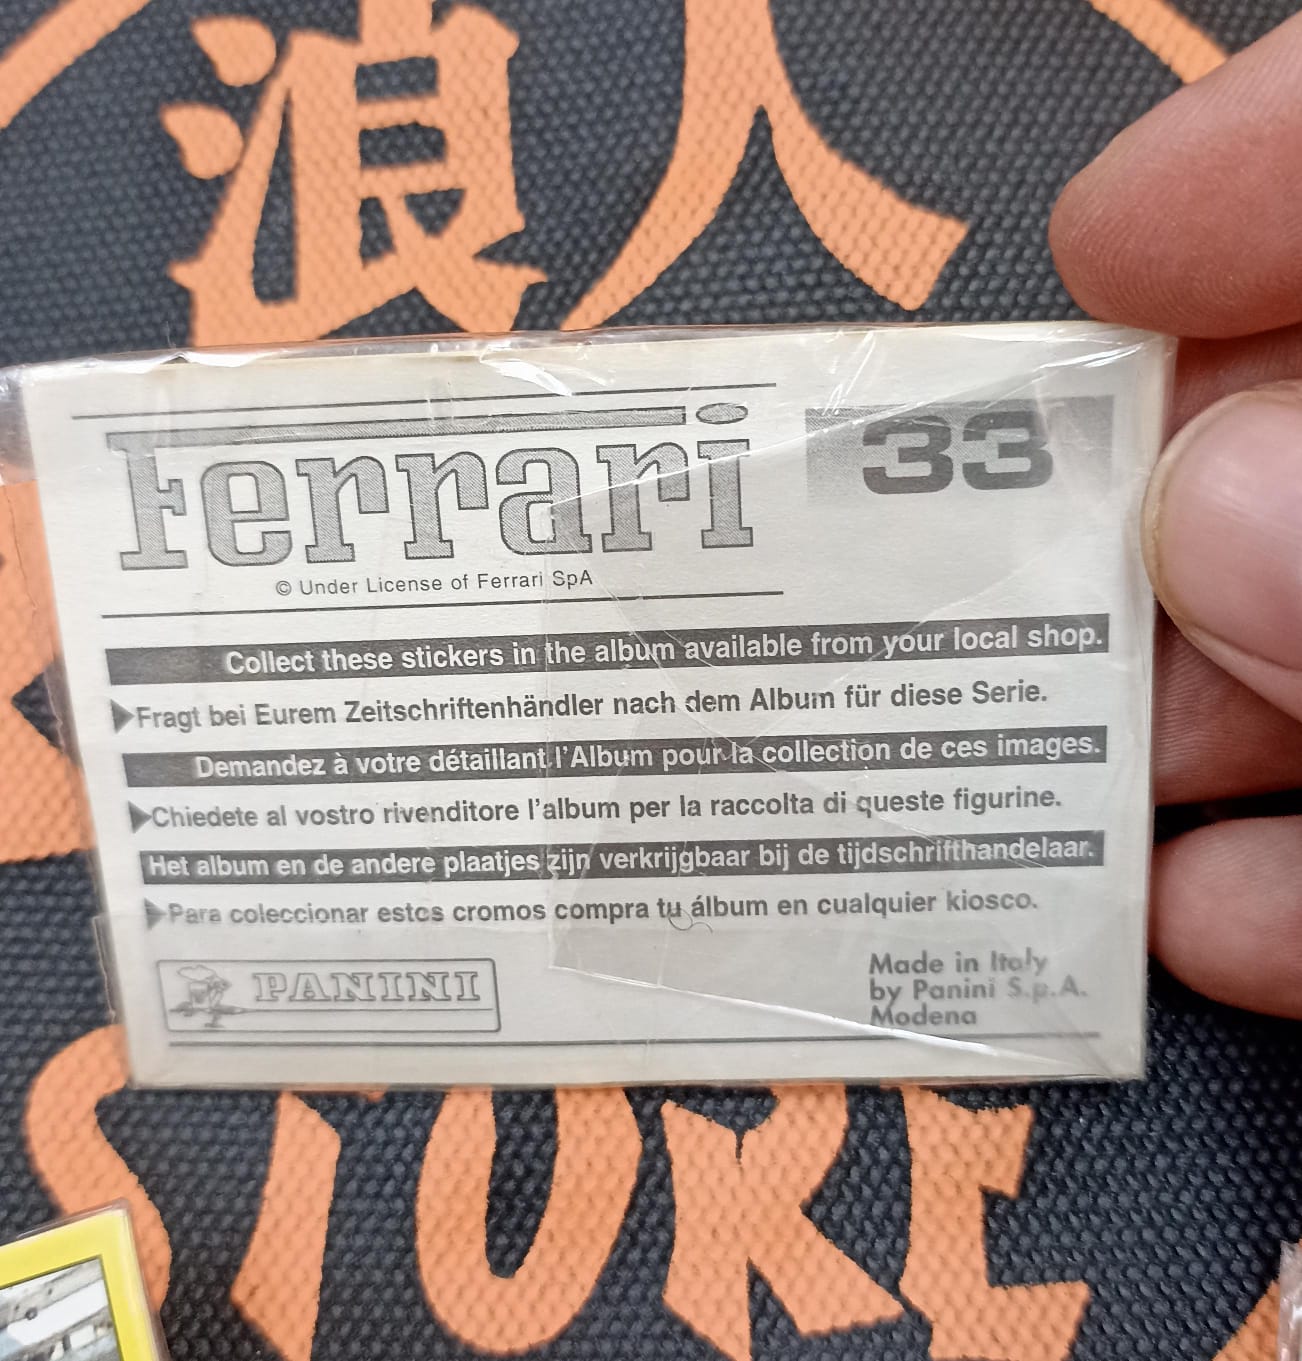 浪人
Ferrari
33
© Under License of Ferrari SpA
Collect these stickers in the album available from your local shop.
Fragt bei Eurem Zeitschriftenhändler nach dem Album für diese Serie.
Demandez à votre détaillant l'Album pour la collection de ces images.
Chiedete al vostro rivenditore l'album per la raccolta di queste figurine.
Het album en de andere plaatjes zijn verkrijgbaar bij de tijdschrifthandelaar.
Para coleccionar estos cromos compra tu álbum en cualquier kiosco.
PANINI
Made in Italy
by Panini S.p.A.
Modena
STORE